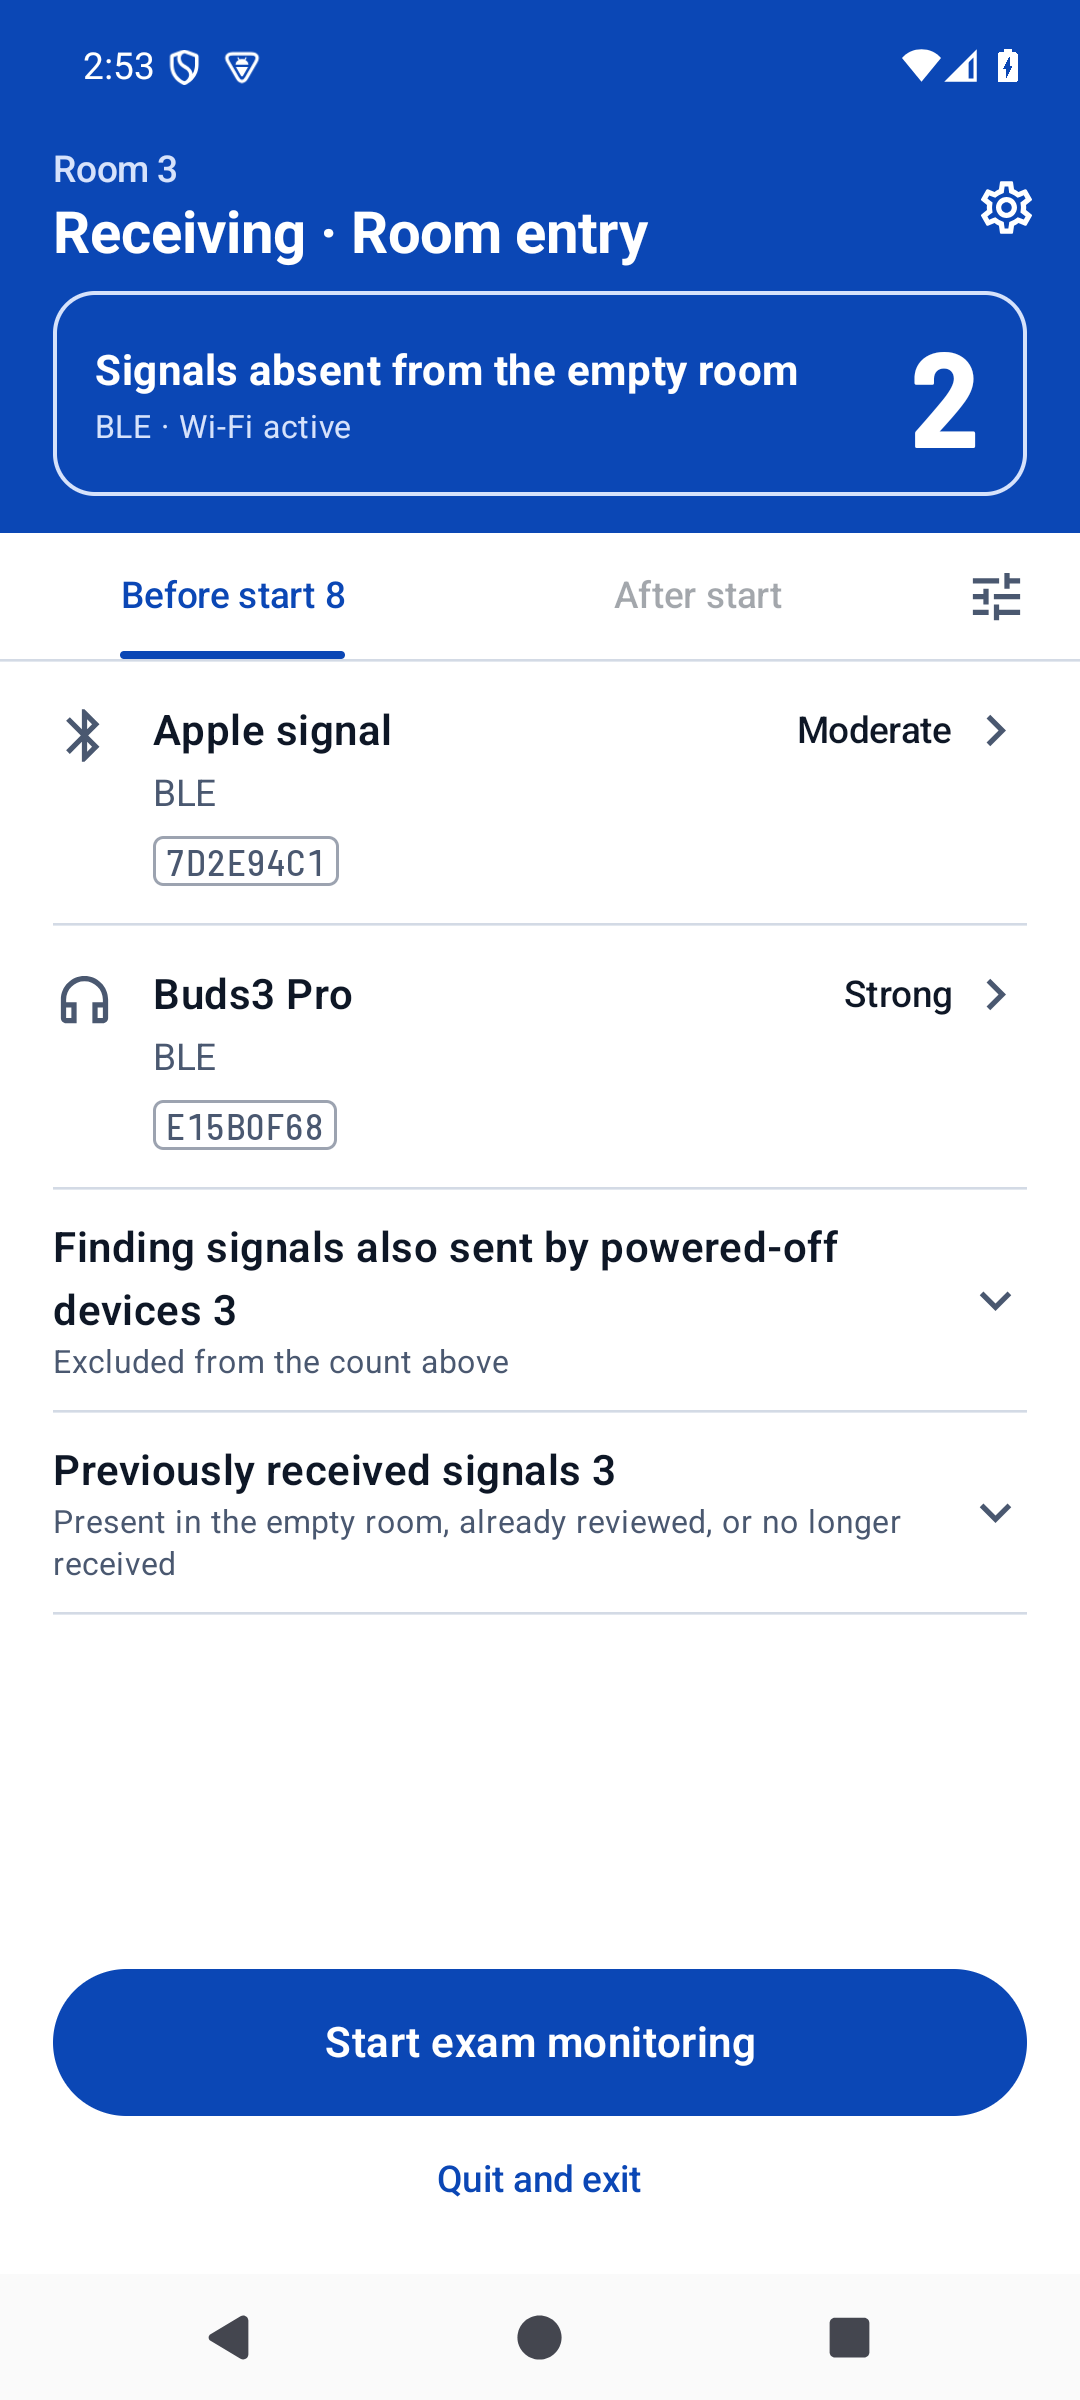 2:53
Room 3
Receiving · Room entry
Signals absent from the empty room
BLE · Wi-Fi active
2
Before start 8
After start
Apple signal
Moderate
BLE
7D2E94C1
Buds3 Pro
Strong
BLE
E15B0F68
Finding signals also sent by powered-off
devices 3
Excluded from the count above
Previously received signals 3
Present in the empty room, already reviewed, or no longer
received
Start exam monitoring
Quit and exit